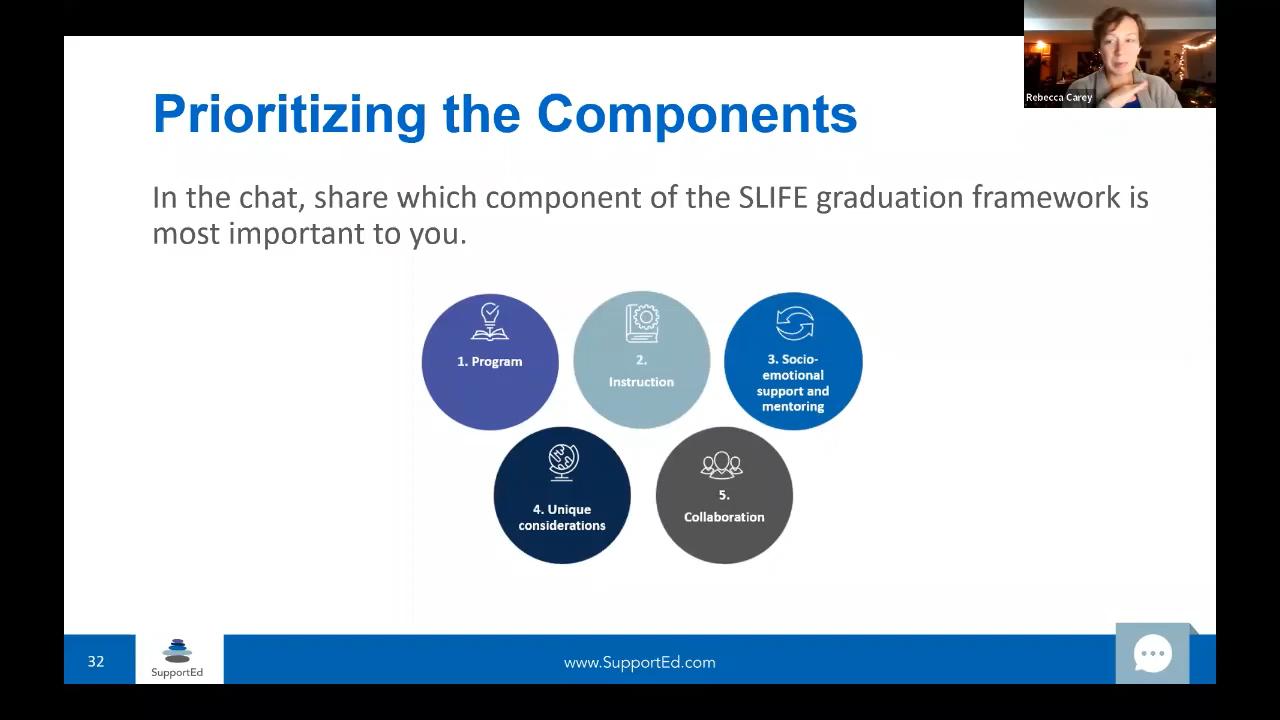 Rebecca Carey
Prioritizing the Components
In the chat, share which component of the SLIFE graduation framework is
most important to you.
1. Program
2.
Instruction
3. Socio-
emotional
support and
mentoring
4. Unique
considerations
5.
Collaboration
32
SupportEd
www.SupportEd.com